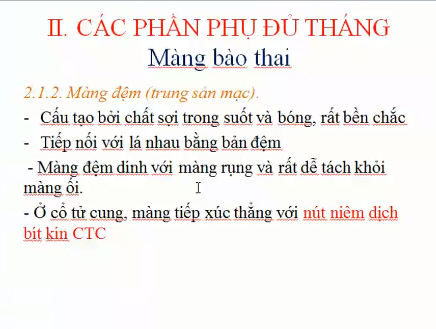 II. CÁC PHẦN PHỤ ĐỦ THÁNG
Màng bào thai
2.1.2. Màng đệm (trung sản mạc).
- Cấu tạo bởi chất sợi trong suốt và bóng, rất bền chắc
- Tiếp nối với lá nhau bằng bản đệm
- Màng đệm dính với màng rụng và rất dễ tách khỏi
màng ối.
- Ở cổ tử cung, màng tiếp xúc thẳng với nút niêm dịch
bít kín CTC